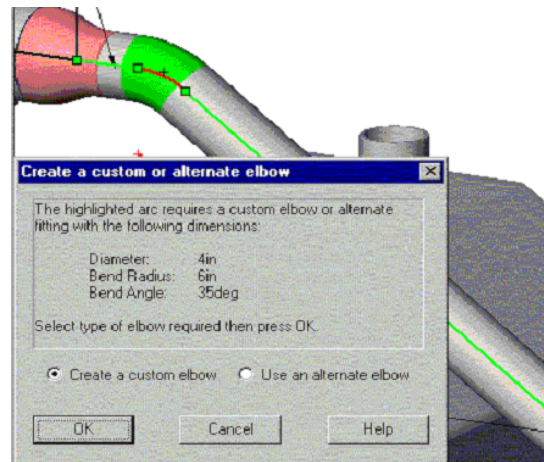 Create a custom or alternate elbow
The highlighted arc requires a custom elbow or alternate
fitting with the following dimensions:
Diameter: 4in
Bend Radius: 6in
Bend Angle: 35deg
Select type of elbow required then press OK.
Create a custom elbow Use an alternate elbow
OK Cancel Help